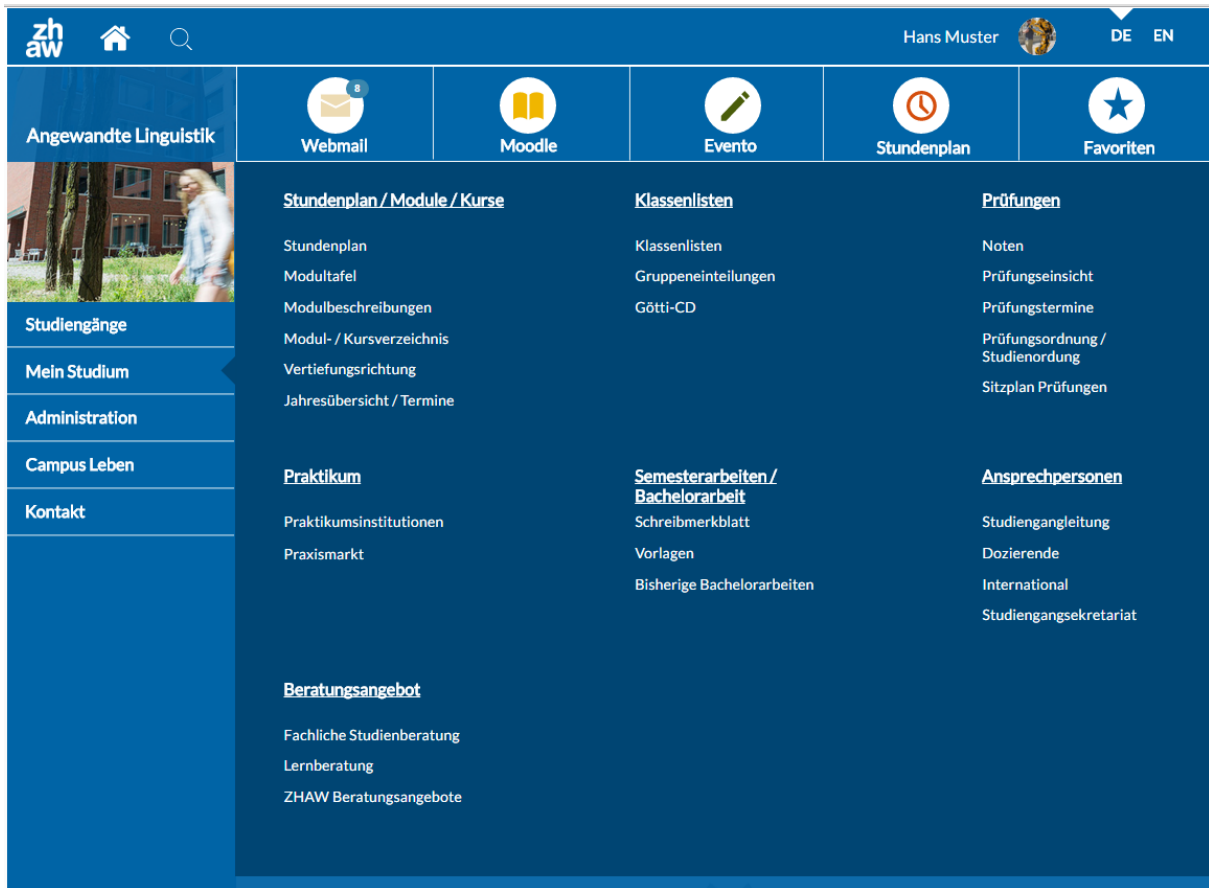 zh
aw
Hans Muster
DE EN
Angewandte Linguistik
8
Webmail
Moodle
Evento
Stundenplan
Favoriten
Studiengänge
Mein Studium
Administration
Campus Leben
Kontakt
Stundenplan / Module / Kurse
Stundenplan
Modultafel
Modulbeschreibungen
Modul- / Kursverzeichnis
Vertiefungsrichtung
Jahresübersicht / Termine
Klassenlisten
Klassenlisten
Gruppeneinteilungen
Götti-CD
Prüfungen
Noten
Prüfungseinsicht
Prüfungstermine
Prüfungsordnung /
Studienordung
Sitzplan Prüfungen
Praktikum
Praktikumsinstitutionen
Praxismarkt
Semesterarbeiten /
Bachelorarbeit
Schreibmerkblatt
Vorlagen
Bisherige Bachelorarbeiten
Ansprechpersonen
Studiengangleitung
Dozierende
International
Studiengangsekretariat
Beratungsangebot
Fachliche Studienberatung
Lernberatung
ZHAW Beratungsangebote